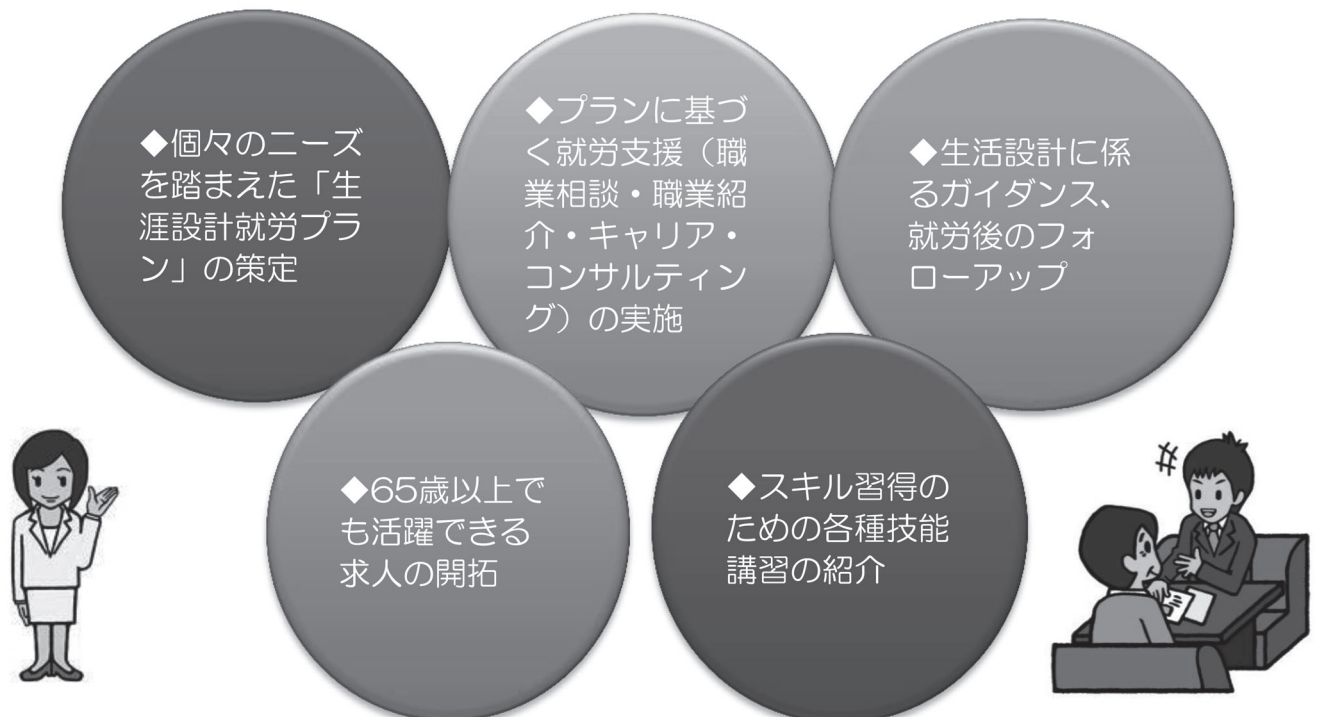 ◆個々のニーズ
を踏まえた「生
涯設計就労プラ
ン」の策定
◆プランに基づ
く就労支援（職
業相談・職業紹
介・キャリア・
コンサルティン
グ）の実施
◆生活設計に係
るガイダンス、
就労後のフォ
ローアップ
◆65歳以上で
も活躍できる
求人の開拓
◆スキル習得の
ための各種技能
講習の紹介